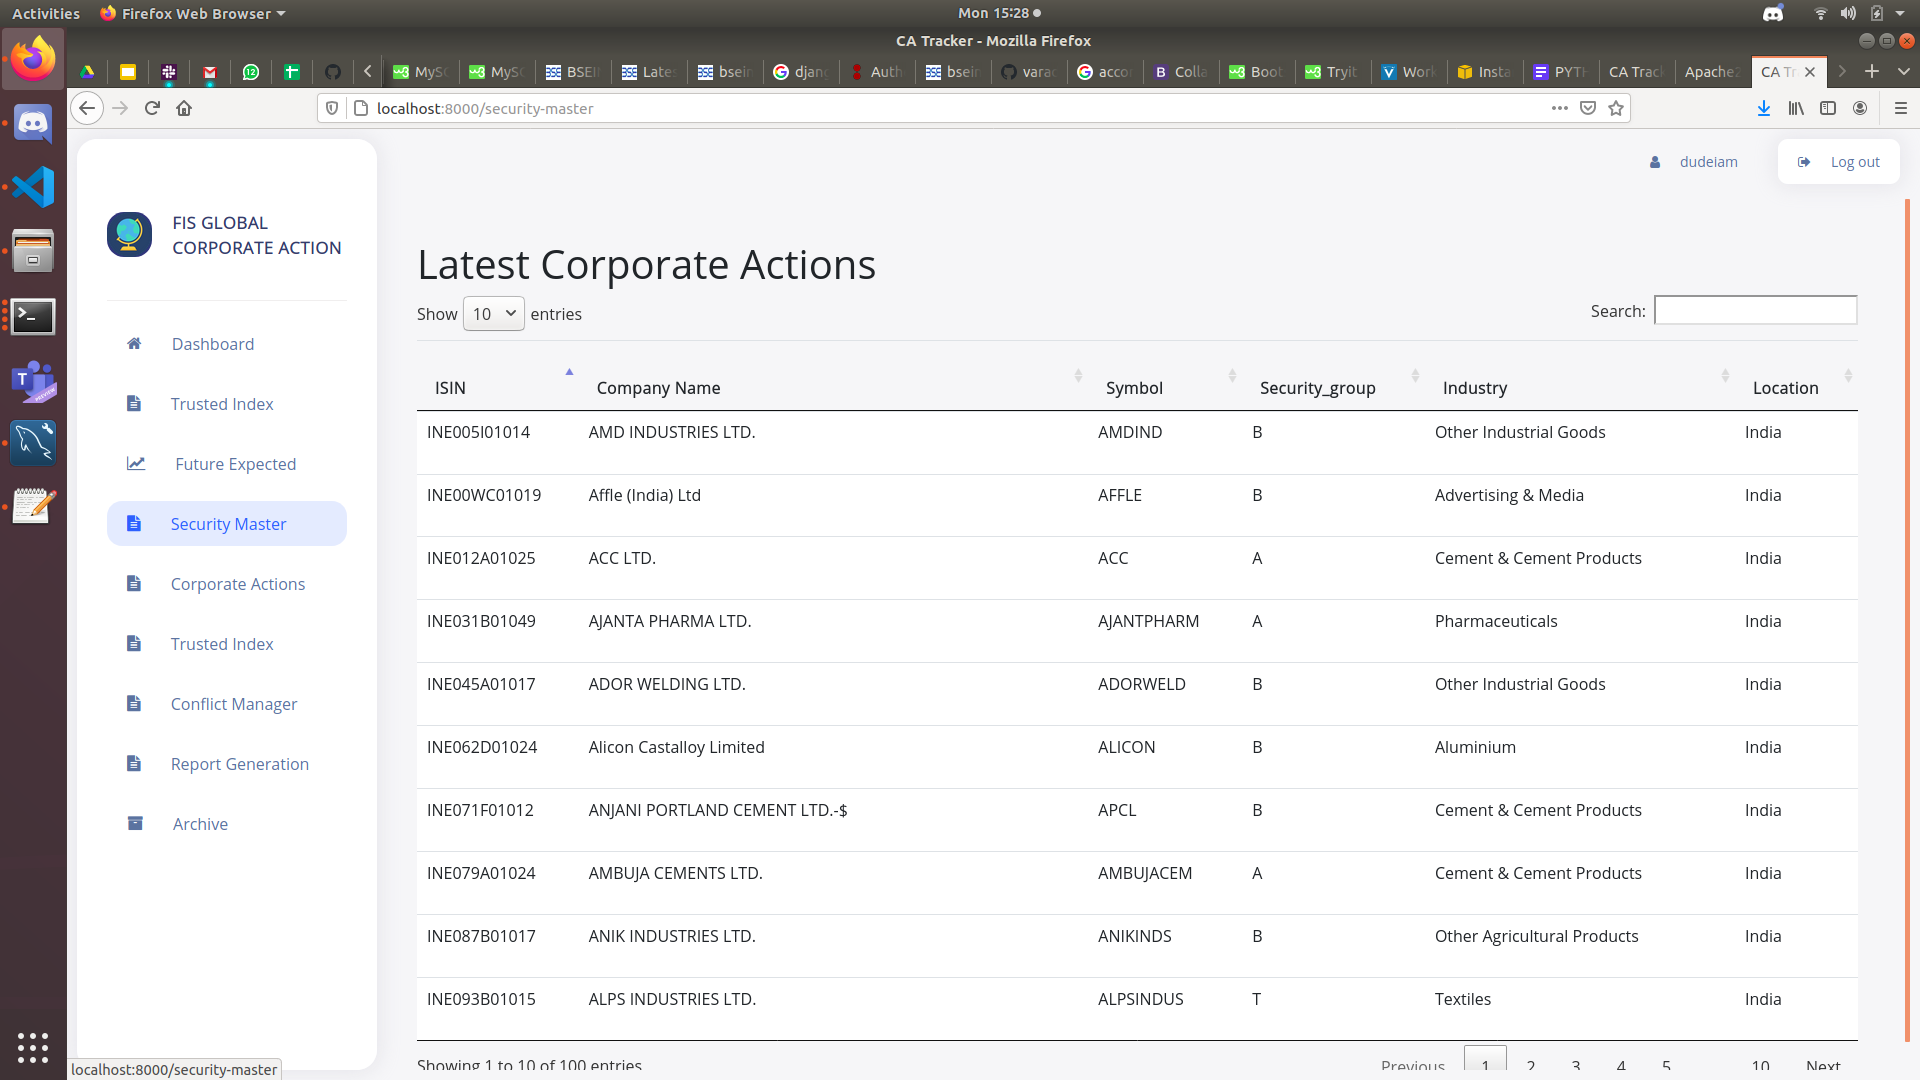 Activities
Firefox Web Browser
Mon 15:28
CA Tracker - Mozilla Firefox
MyS
MyS
BSEI
Lates
bsein
djan
Auth
bsein
vara
accor
Colla
Boot
Tryit
Work
Insta
PYTH
CA Track
Apache2
CA Tr
localhost:8000/security-master
dudeiam
Log out
FIS GLOBAL
CORPORATE ACTION
Dashboard
Trusted Index
Future Expected
Security Master
Corporate Actions
Trusted Index
Conflict Manager
Report Generation
Archive
Latest Corporate Actions
Show 10 entries
Search:
ISIN Company Name Symbol Security_group Industry Location
INE005I01014 AMD INDUSTRIES LTD. AMDIND B Other Industrial Goods India
INE00WC01019 Affle (India) Ltd AFFLE B Advertising & Media India
INE012A01025 ACC LTD. ACC A Cement & Cement Products India
INE031B01049 AJANTA PHARMA LTD. AJANTPHARM A Pharmaceuticals India
INE045A01017 ADOR WELDING LTD. ADORWELD B Other Industrial Goods India
INE062D01024 Alicon Castalloy Limited ALICON B Aluminium India
INE071F01012 ANJANI PORTLAND CEMENT LTD.-$ APCL B Cement & Cement Products India
INE079A01024 AMBUJA CEMENTS LTD. AMBUJACEM A Cement & Cement Products India
INE087B01017 ANIK INDUSTRIES LTD. ANIKINDS B Other Agricultural Products India
INE093B01015 ALPS INDUSTRIES LTD. ALPSINDUS T Textiles India
Showing 1 to 10 of 100 entries
Previous 1 2 3 4 5 10 Next
localhost:8000/security-master